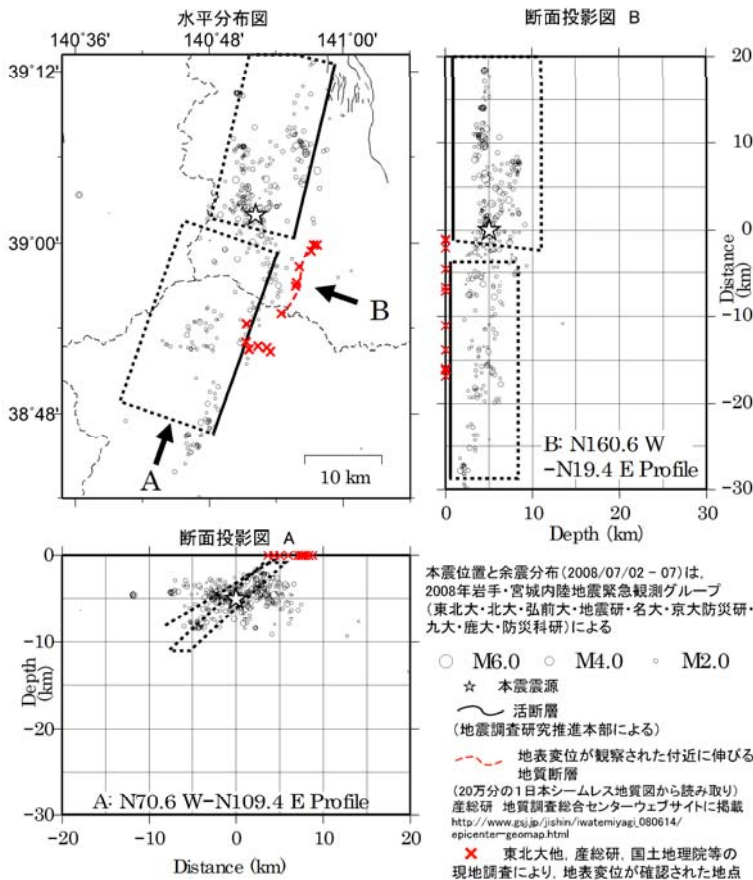 水平分布図
140°36' 140°48' 141°00'
39°12'
39°00'
38°48'
A
B
10 km
断面投影図 B
20
10
0
-10
-20
-30
Distance (km)
B: N160.6 W
-N19.4 E Profile
0 10 20 30
Depth (km)
断面投影図 A
0
-10
-20
-30
Depth (km)
A: N70.6 W-N109.4 E Profile
-20 -10 0 10 20
Distance (km)
本震位置と余震分布(2008/07/02 - 07)は,
2008年岩手・宮城内陸地震緊急観測グループ
(東北大・北大・弘前大・地震研・名大・京大防災研・
九大・鹿大・防災科研)による
M6.0 M4.0 M2.0
本震震源
活断層
(地震調査研究推進本部による)
地表変位が観察された付近に伸びる
地質断層
(20万分の1日本シームレス地質図から読み取り)
産総研 地質調査総合センターウェブサイトに掲載
http://www.gsj.jp/jishin/iwatemiyagi_080614/
epicenter-geomap.html
東北大他, 産総研, 国土地理院等の
現地調査により, 地表変位が確認された地点